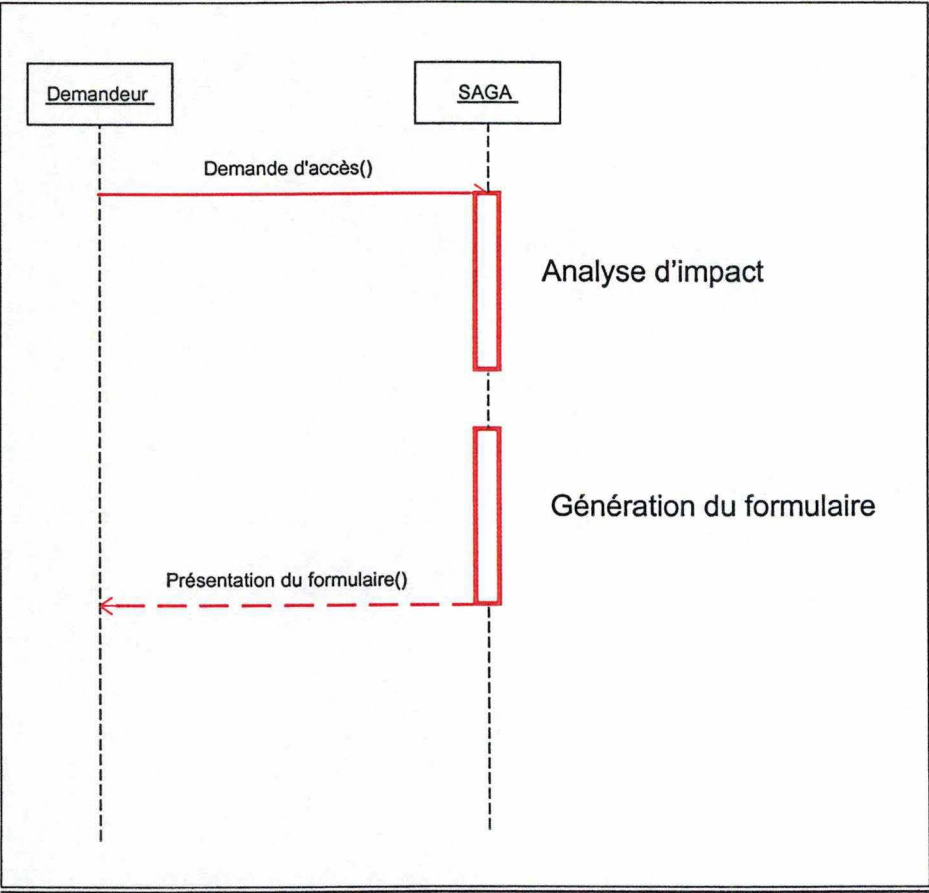 Demandeur
SAGA
Demande d'accès()
Analyse d'impact
Génération du formulaire
Présentation du formulaire()